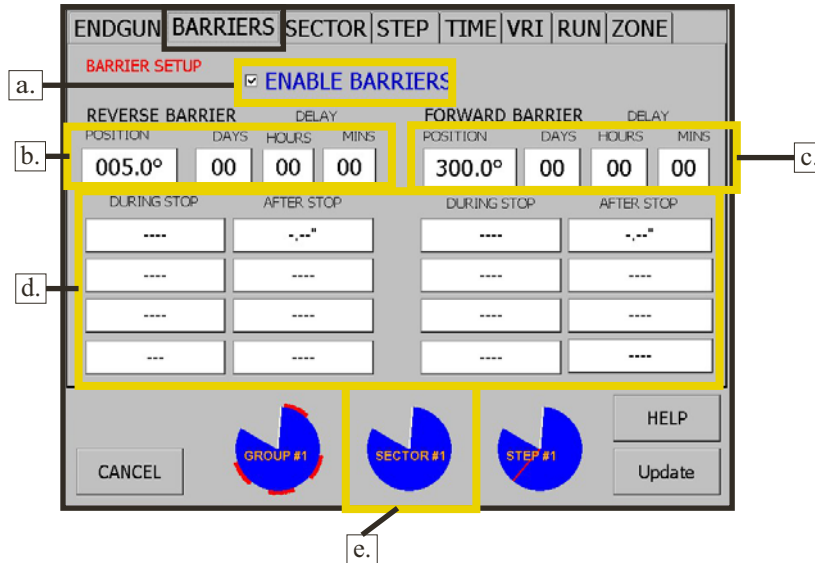 ENDGUN BARRIERS SECTOR STEP TIME VRI RUN ZONE
BARRIER SETUP
a.
ENABLE BARRIERS
REVERSE BARRIER DELAY FORWARD BARRIER DELAY
POSITION DAYS HOURS MINS POSITION DAYS HOURS MINS
b.
005.0° 00 00 00 300.0° 00 00 00
c.
DURING STOP AFTER STOP DURING STOP AFTER STOP
---- -.--" ---- -.--"
---- ---- ---- ----
d.
---- ---- ---- ----
--- ---- ---- ----
HELP
GROUP #1 SECTOR #1 STEP #1
CANCEL Update
e.